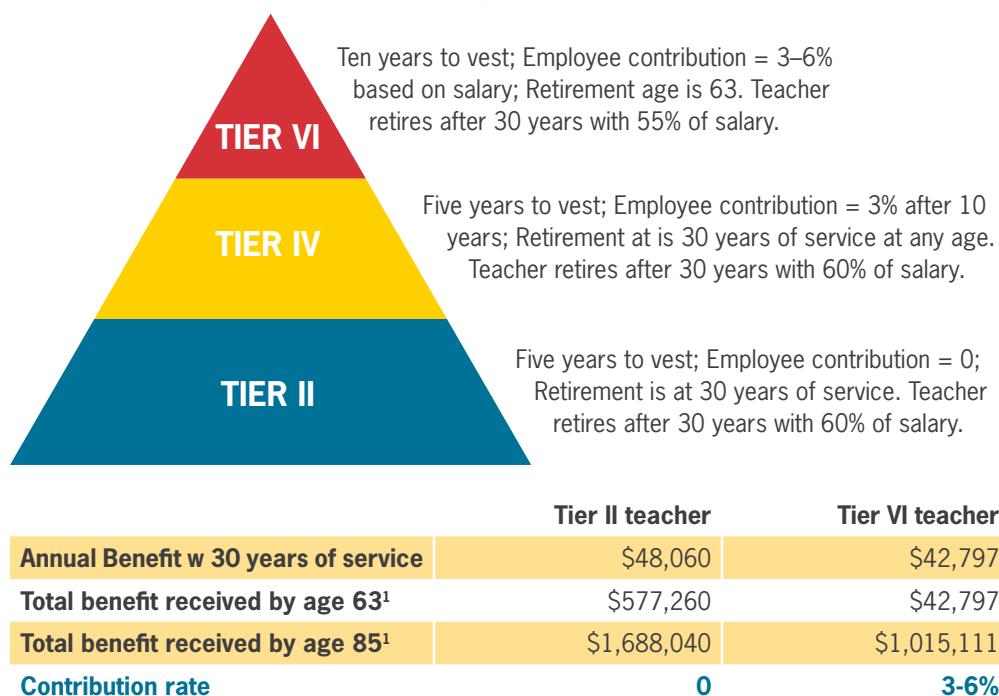 Ten years to vest; Employee contribution = 3–6%
based on salary; Retirement age is 63. Teacher
retires after 30 years with 55% of salary.
TIER VI
Five years to vest; Employee contribution = 3% after 10
years; Retirement at is 30 years of service at any age.
Teacher retires after 30 years with 60% of salary.
TIER IV
Five years to vest; Employee contribution = 0;
Retirement is at 30 years of service. Teacher
retires after 30 years with 60% of salary.
TIER II
Tier II teacher Tier VI teacher
Annual Benefit w 30 years of service $48,060 $42,797
Total benefit received by age 63¹ $577,260 $42,797
Total benefit received by age 85¹ $1,688,040 $1,015,111
Contribution rate 0 3-6%